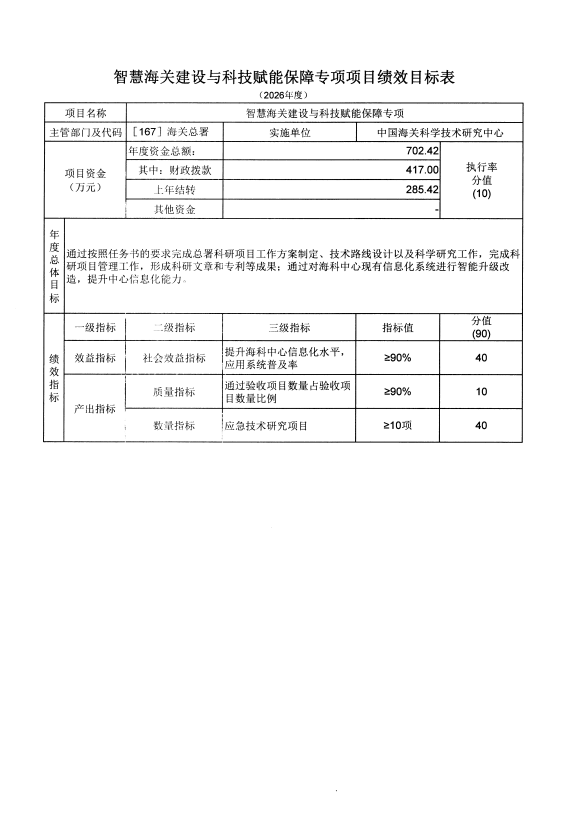 智慧海关建设与科技赋能保障专项项目绩效目标表
（2026年度）
项目名称 智慧海关建设与科技赋能保障专项
主管部门及代码 [167]海关总署 实施单位 中国海关科学技术研究中心
项目资金
（万元）
年度资金总额： 702.42
其中：财政拨款 417.00
上年结转 285.42
其他资金 -
执行率
分值
(10)
年度总体目标
通过按照任务书的要求完成总署科研项目工作方案制定、技术路线设计以及科学研究工作，完成科
研项目管理工作，形成科研文章和专利等成果；通过对海科中心现有信息化系统进行智能升级改
造，提升中心信息化能力。
绩效指标
一级指标 二级指标 三级指标 指标值 分值
(90)
效益指标 社会效益指标 提升海科中心信息化水平，
应用系统普及率 ≥90% 40
产出指标 质量指标 通过验收项目数量占验收项
目数量比例 ≥90% 10
数量指标 应急技术研究项目 ≥10项 40